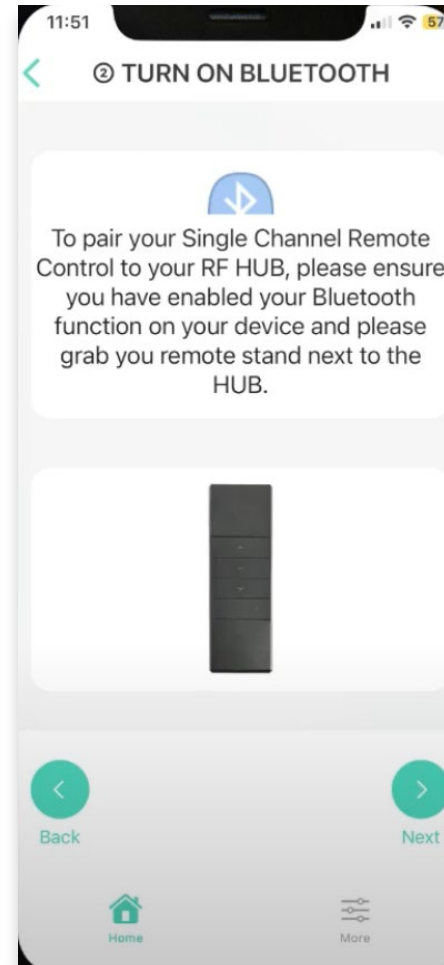 11:51
57
② TURN ON BLUETOOTH
To pair your Single Channel Remote
Control to your RF HUB, please ensure
you have enabled your Bluetooth
function on your device and please
grab you remote stand next to the
HUB.
Back
Next
Home
More